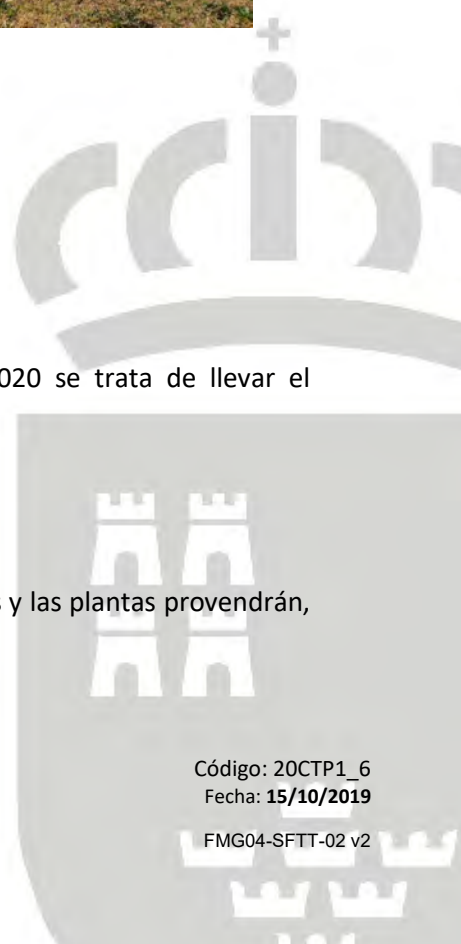 020 se trata de llevar el
s y las plantas provendrán,
Código: 20CTP1_6
Fecha: 15/10/2019
FMG04-SFTT-02 v2